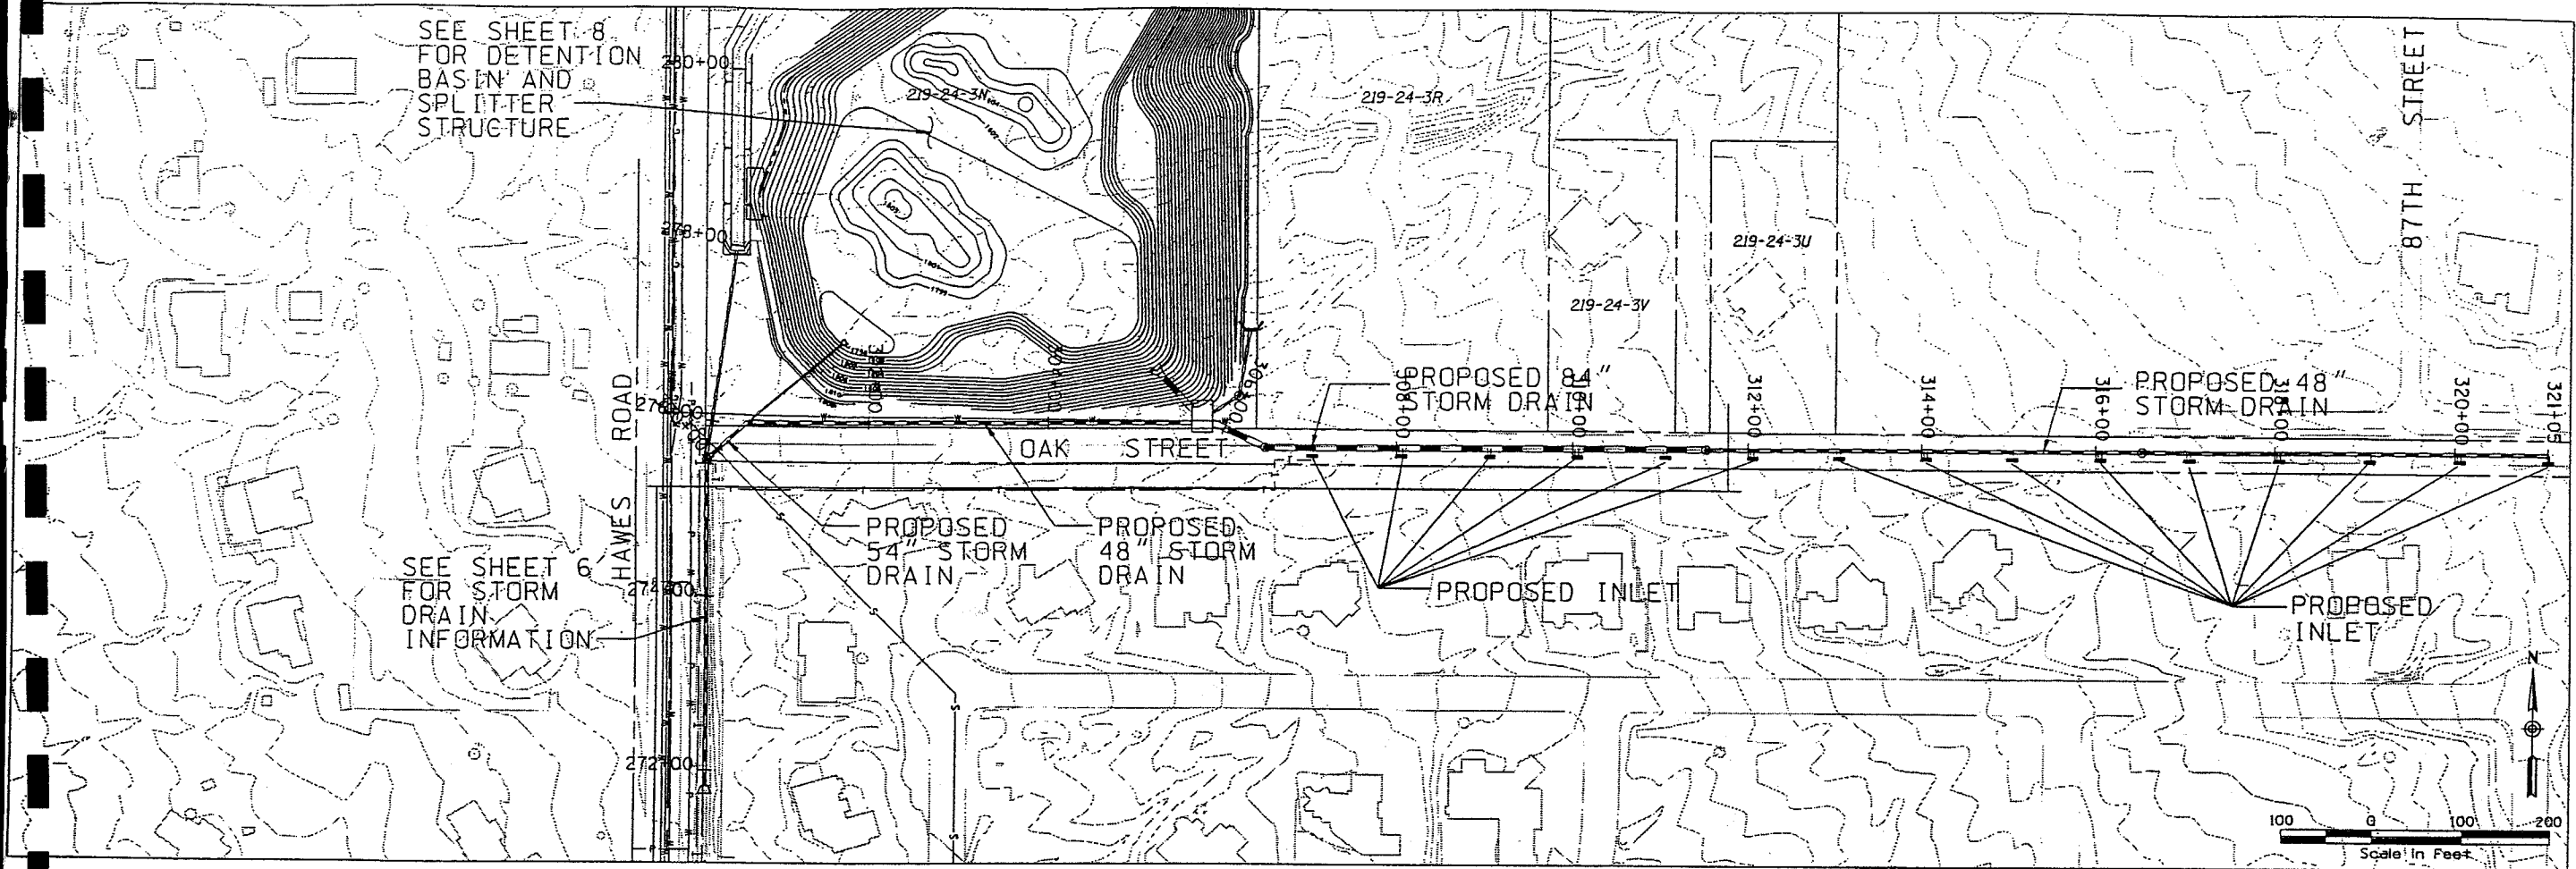 SEE SHEET 8
FOR DETENTION
BASIN AND
SPLITTER
STRUCTURE
280+00
219-24-3N
219-24-3R
87TH STREET
278+00
219-24-3U
219-24-3V
HAWES ROAD
276+00
PROPOSED 84"
STORM DRAIN
308+00
312+00
314+00
316+00
PROPOSED 48"
STORM DRAIN
320+00
321+05
OAK STREET
PROPOSED
54" STORM
DRAIN
PROPOSED
48" STORM
DRAIN
SEE SHEET 6
FOR STORM
DRAIN
INFORMATION
274+00
PROPOSED INLET
PROPOSED
INLET
272+00
N
100 0 100 200
Scale in Feet